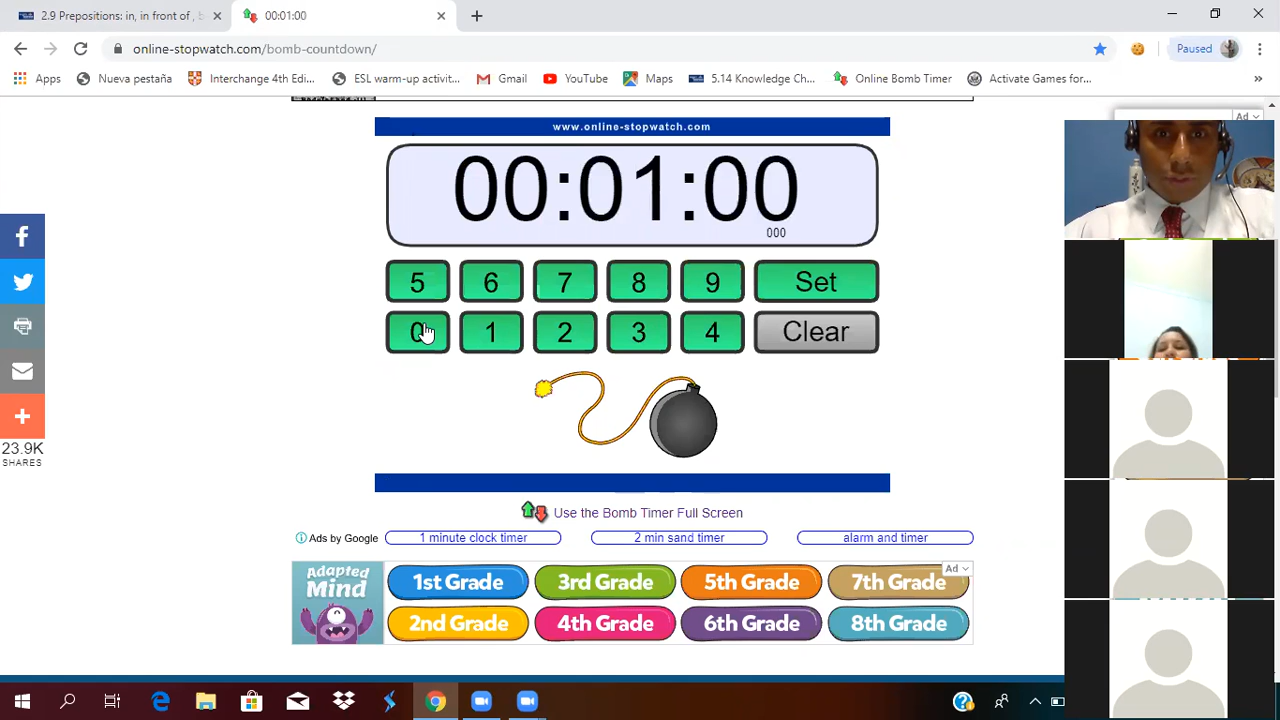 2.9 Prepositions: in, in front of , b
00:01:00
online-stopwatch.com/bomb-countdown/
Paused
Apps
Nueva pestaña
Interchange 4th Edi...
ESL warm-up activit...
Gmail
YouTube
Maps
5.14 Knowledge Ch...
Online Bomb Timer
Activate Games for...
»
Ad
www.online-stopwatch.com
00:01:00
000
5 6 7 8 9 Set
0 1 2 3 4 Clear
23.9K
SHARES
Use the Bomb Timer Full Screen
Ads by Google
1 minute clock timer
2 min sand timer
alarm and timer
Adapted
Mind
Ad
1st Grade
3rd Grade
5th Grade
7th Grade
2nd Grade
4th Grade
6th Grade
8th Grade